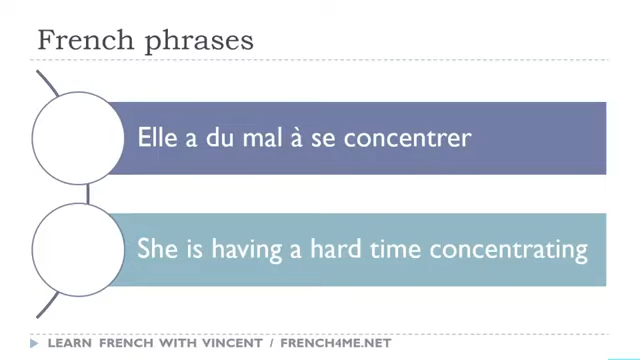 French phrases
Elle a du mal à se concentrer
She is having a hard time concentrating
LEARN FRENCH WITH VINCENT / FRENCH4ME.NET